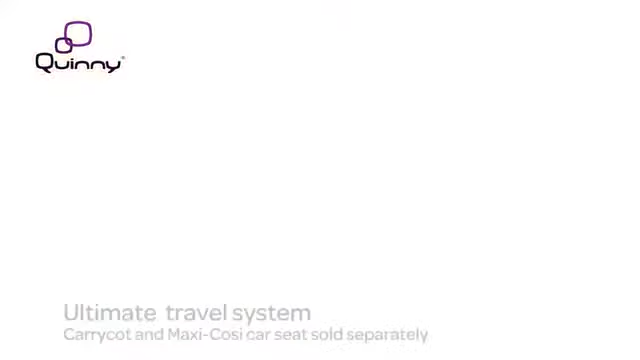 Quinny
Ultimate travel system
Carrycot and Maxi-Cosi car seat sold separately